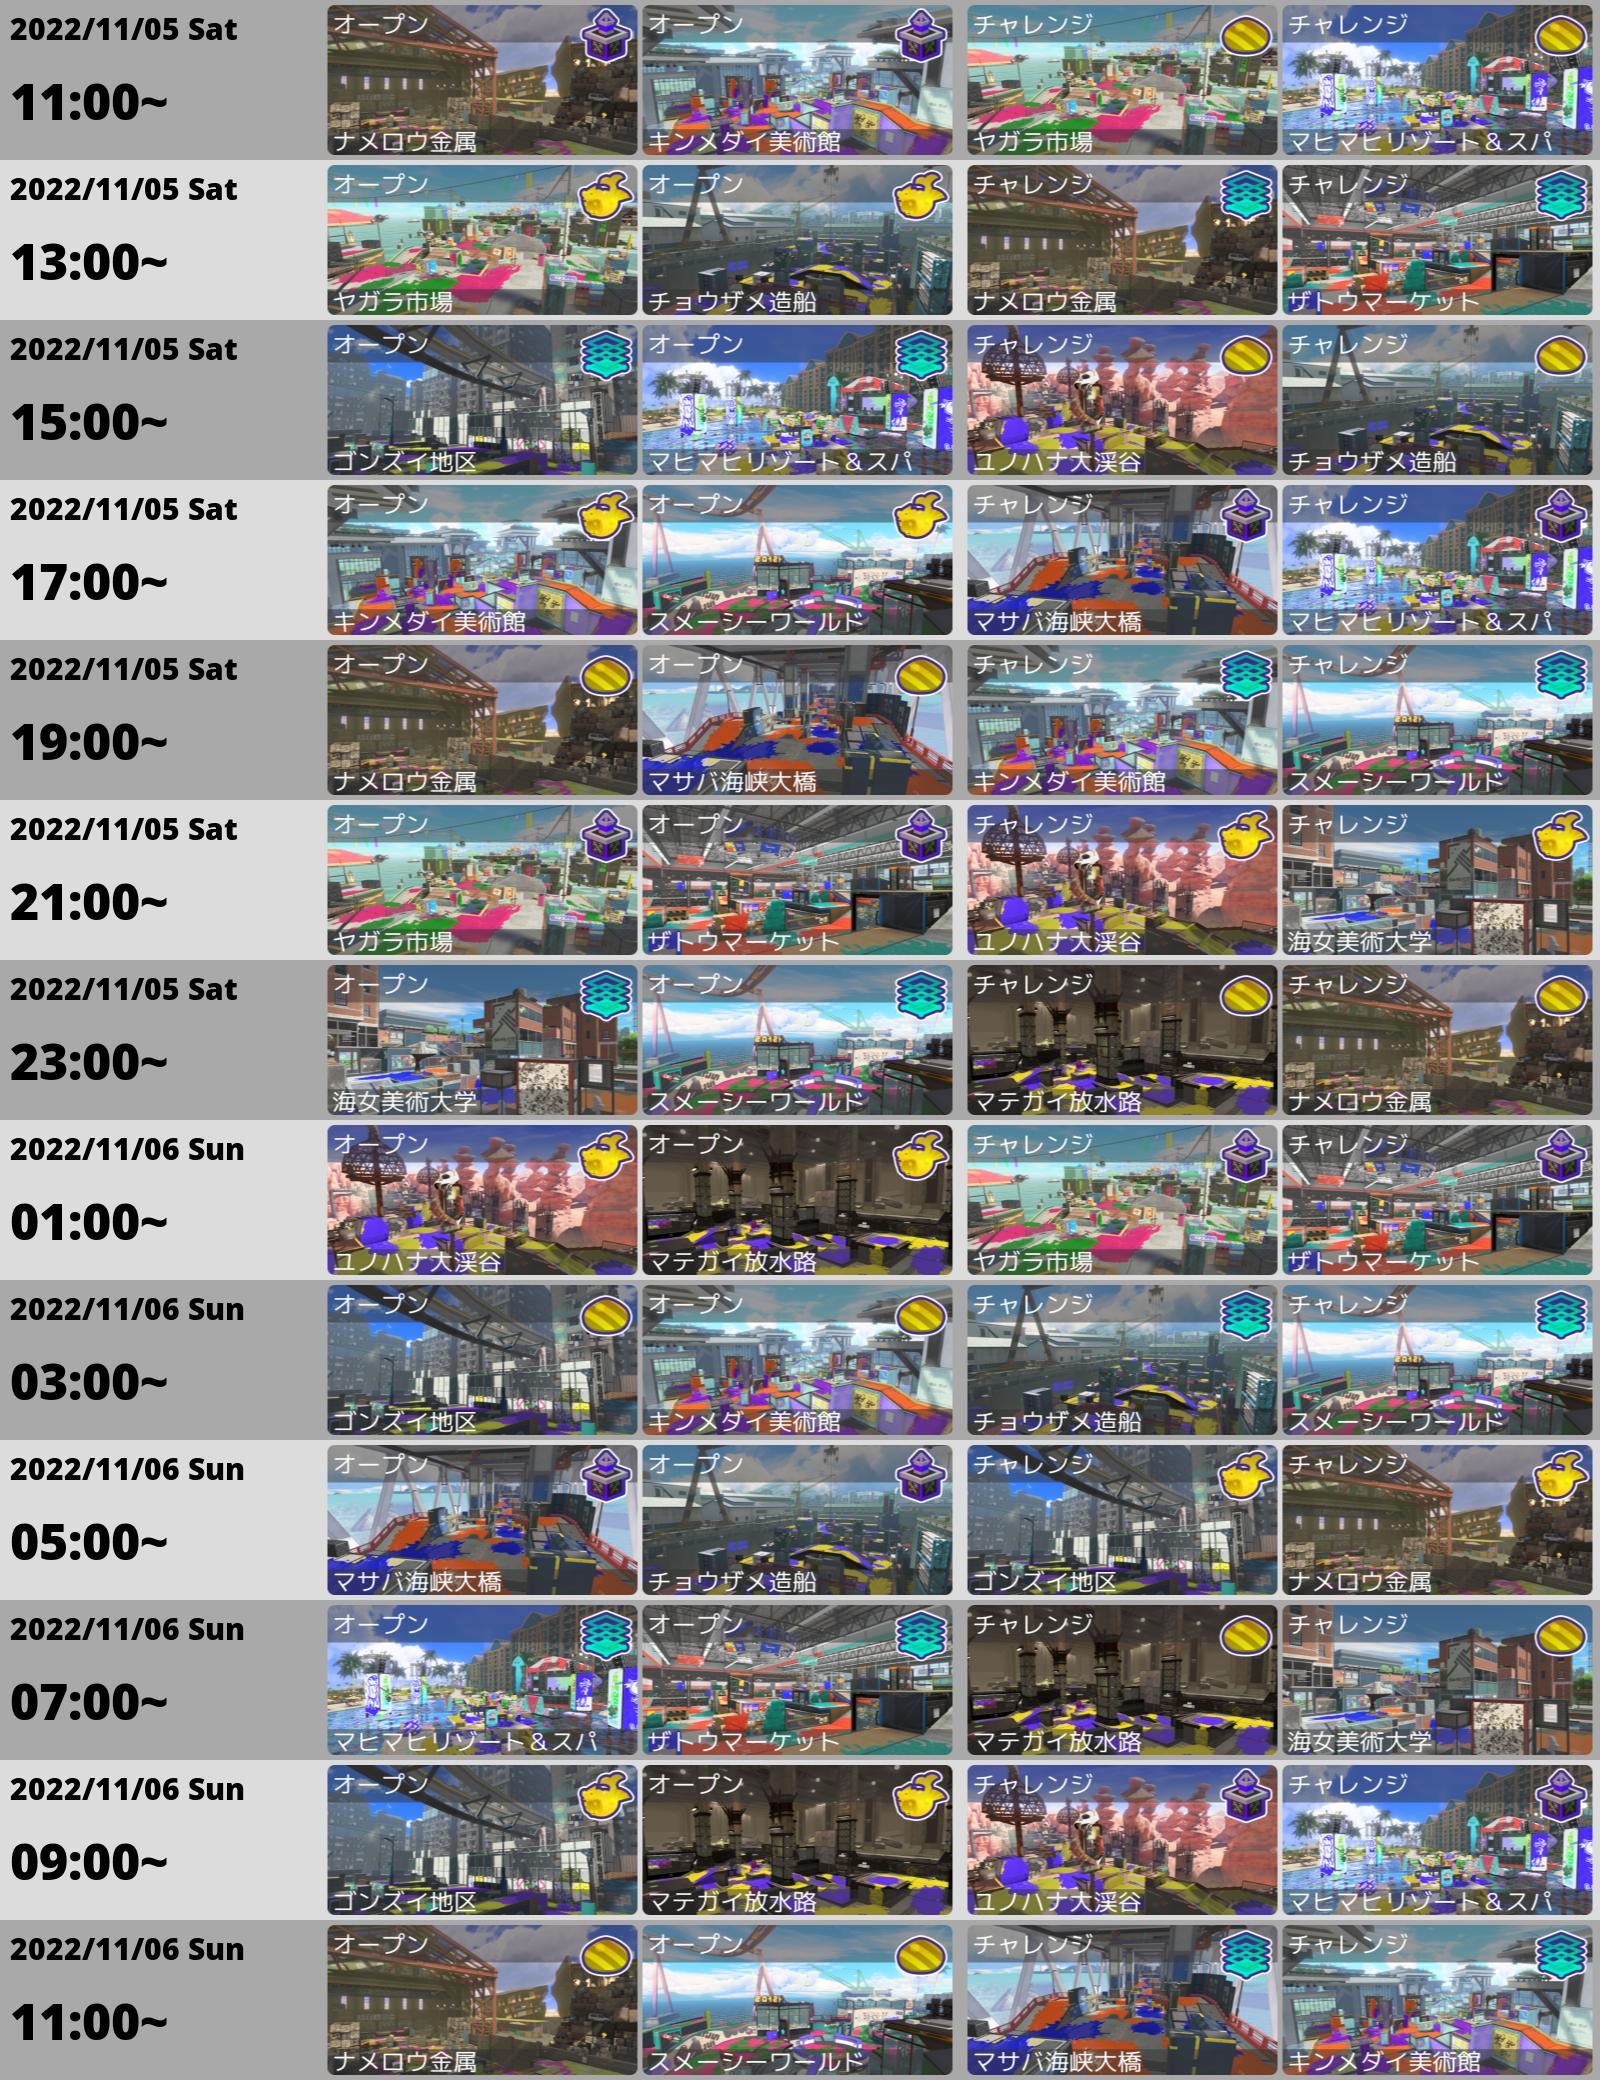 2022/11/05 Sat
11:00~
オープン
ナメロウ金属
オープン
キンメダイ美術館
チャレンジ
ヤガラ市場
チャレンジ
マヒマヒリゾート&スパ
2022/11/05 Sat
13:00~
オープン
ヤガラ市場
オープン
チョウザメ造船
チャレンジ
ナメロウ金属
チャレンジ
ザトウマーケット
2022/11/05 Sat
15:00~
オープン
ゴンズイ地区
オープン
マヒマヒリゾート&スパ
チャレンジ
ユノハナ大渓谷
チャレンジ
チョウザメ造船
2022/11/05 Sat
17:00~
オープン
キンメダイ美術館
オープン
スメーシーワールド
チャレンジ
マサバ海峡大橋
チャレンジ
マヒマヒリゾート&スパ
2022/11/05 Sat
19:00~
オープン
ナメロウ金属
オープン
マサバ海峡大橋
チャレンジ
キンメダイ美術館
チャレンジ
スメーシーワールド
2022/11/05 Sat
21:00~
オープン
ヤガラ市場
オープン
ザトウマーケット
チャレンジ
ユノハナ大渓谷
チャレンジ
海女美術大学
2022/11/05 Sat
23:00~
オープン
海女美術大学
オープン
スメーシーワールド
チャレンジ
マテガイ放水路
チャレンジ
ナメロウ金属
2022/11/06 Sun
01:00~
オープン
ユノハナ大渓谷
オープン
マテガイ放水路
チャレンジ
ヤガラ市場
チャレンジ
ザトウマーケット
2022/11/06 Sun
03:00~
オープン
ゴンズイ地区
オープン
キンメダイ美術館
チャレンジ
チョウザメ造船
チャレンジ
スメーシーワールド
2022/11/06 Sun
05:00~
オープン
マサバ海峡大橋
オープン
チョウザメ造船
チャレンジ
ゴンズイ地区
チャレンジ
ナメロウ金属
2022/11/06 Sun
07:00~
オープン
マヒマヒリゾート&スパ
オープン
ザトウマーケット
チャレンジ
マテガイ放水路
チャレンジ
海女美術大学
2022/11/06 Sun
09:00~
オープン
ゴンズイ地区
オープン
マテガイ放水路
チャレンジ
ユノハナ大渓谷
チャレンジ
マヒマヒリゾート&スパ
2022/11/06 Sun
11:00~
オープン
ナメロウ金属
オープン
スメーシーワールド
チャレンジ
マサバ海峡大橋
チャレンジ
キンメダイ美術館